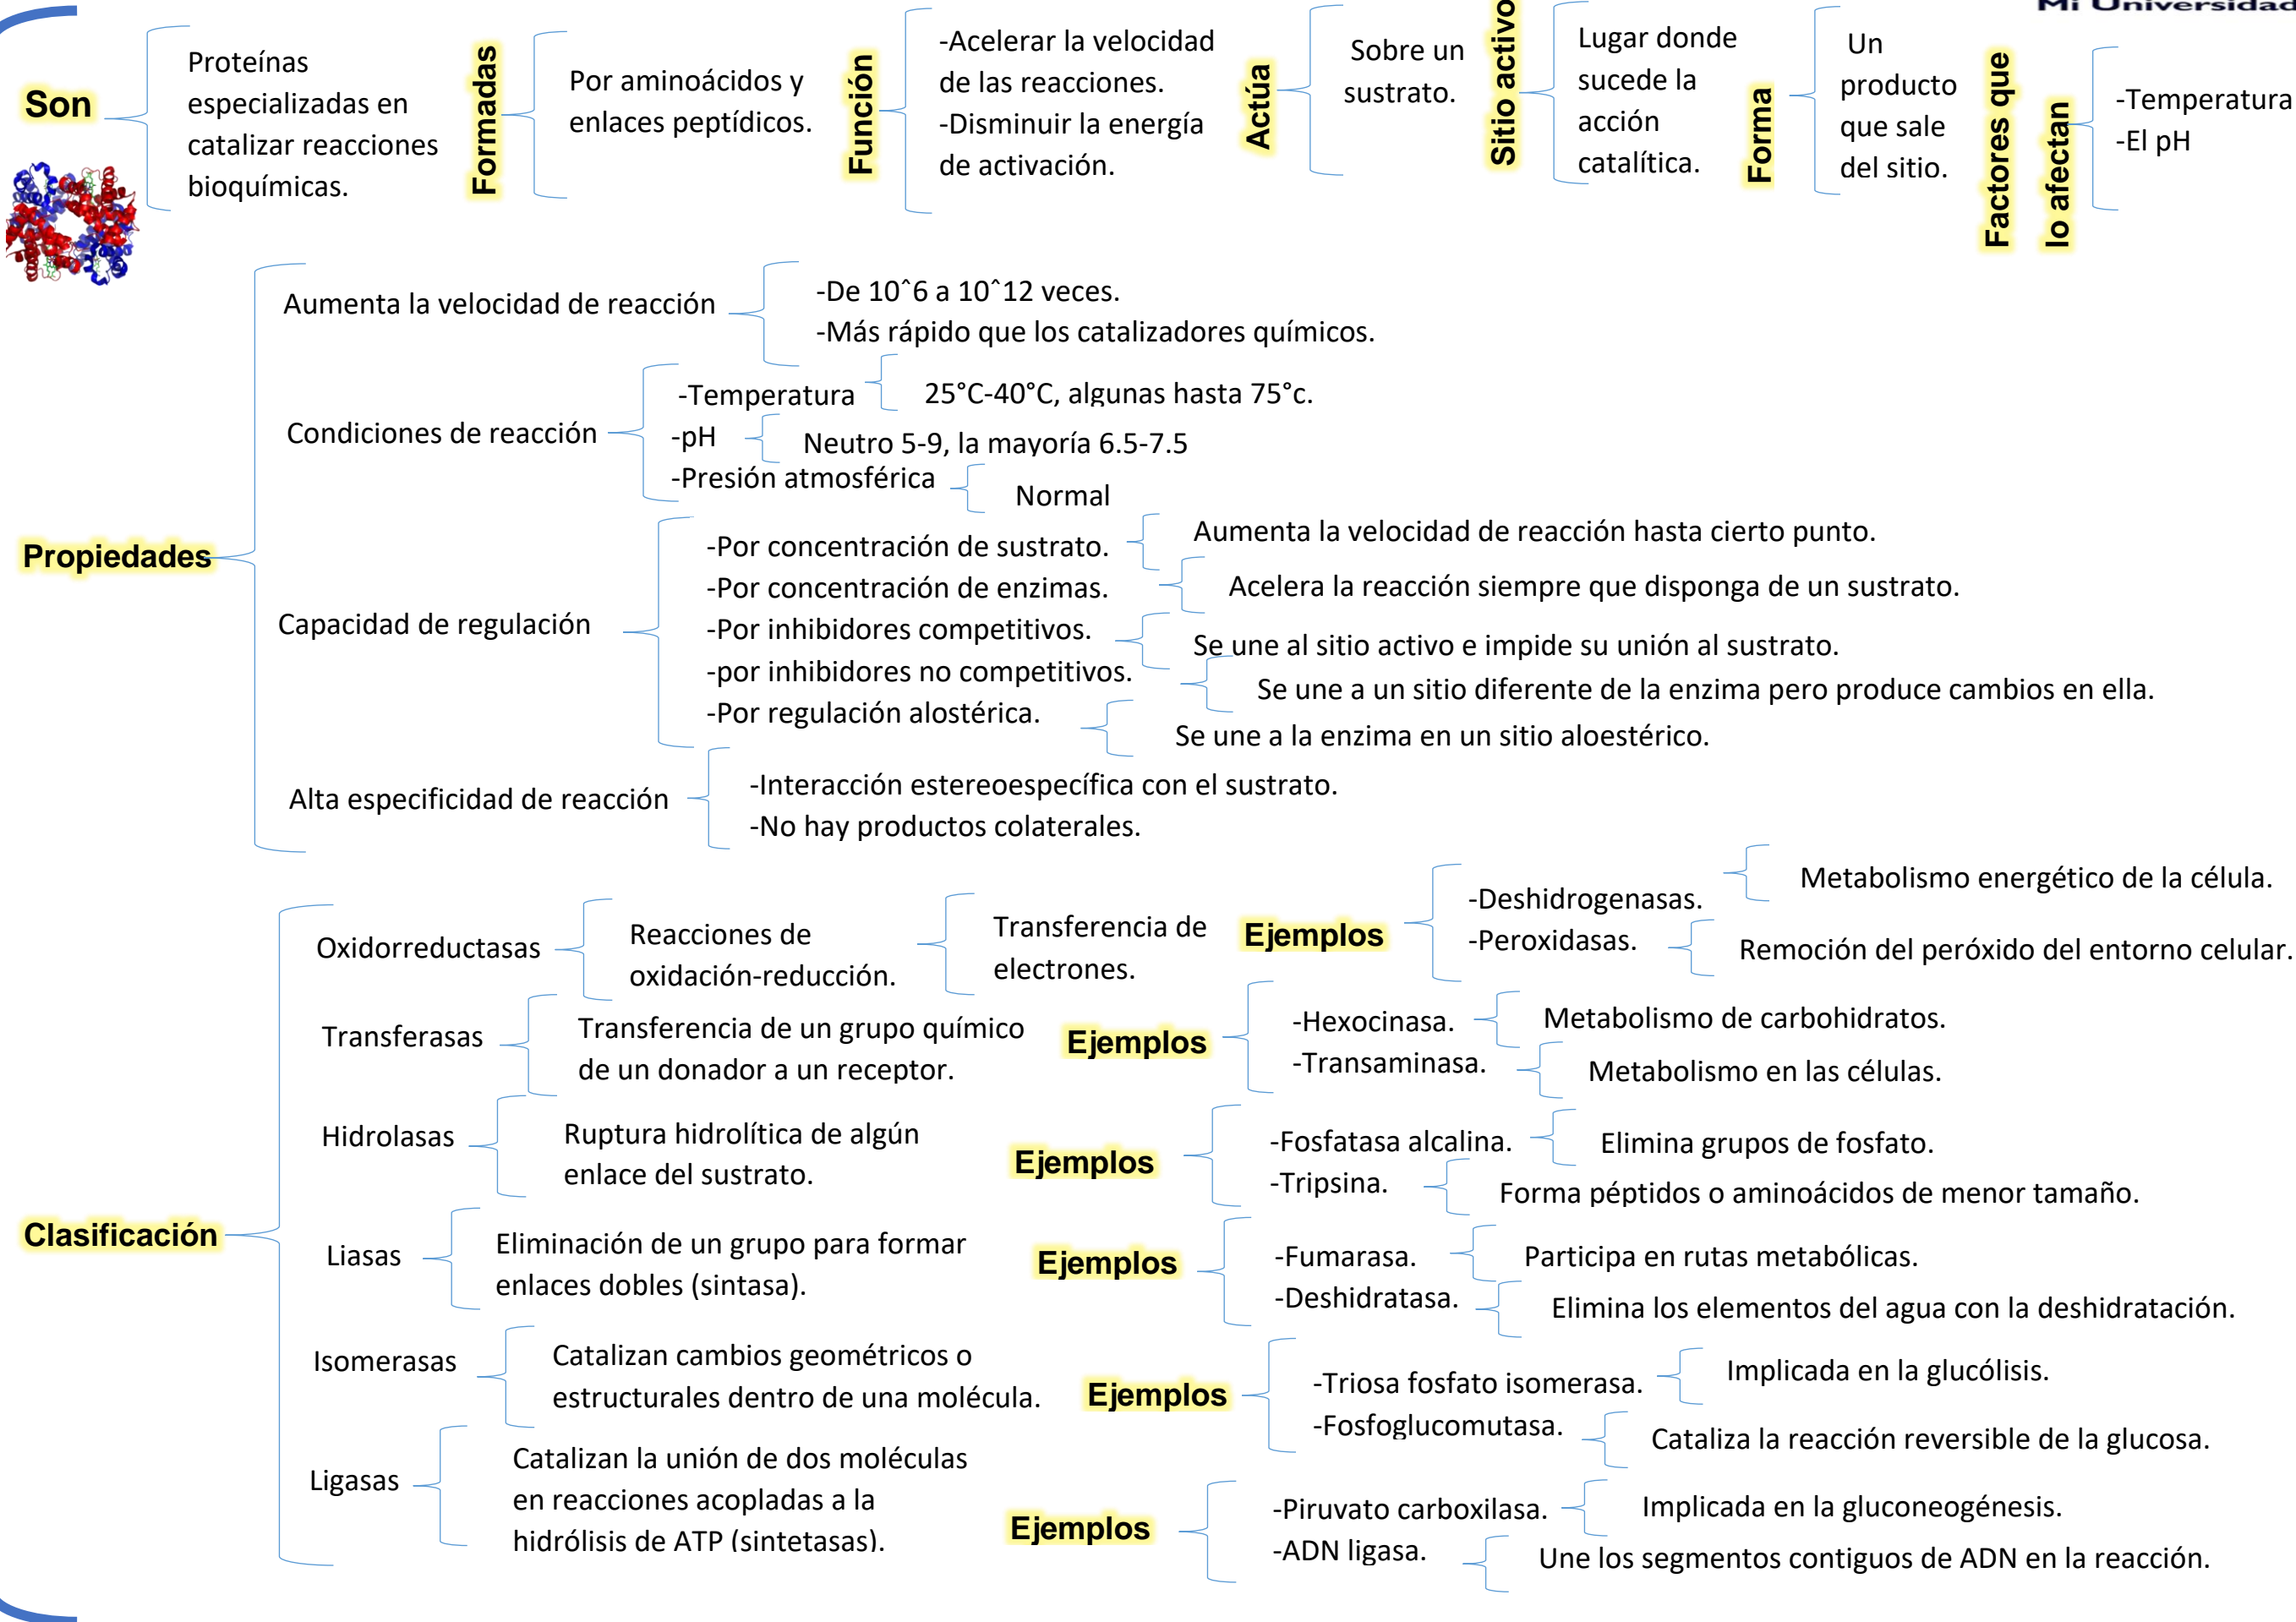 Mi Universidad
Son
Proteínas
especializadas en
catalizar reacciones
bioquímicas.
Formadas
Por aminoácidos y
enlaces peptídicos.
Función
-Acelerar la velocidad
de las reacciones.
-Disminuir la energía
de activación.
Actúa
Sobre un
sustrato.
Sitio activo
Lugar donde
sucede la
acción
catalítica.
Forma
Un
producto
que sale
del sitio.
Factores que
lo afectan
-Temperatura
-El pH
Propiedades
Aumenta la velocidad de reacción
-De 10^6 a 10^12 veces.
-Más rápido que los catalizadores químicos.
Condiciones de reacción
-Temperatura
25°C-40°C, algunas hasta 75°c.
-pH
Neutro 5-9, la mayoría 6.5-7.5
-Presión atmosférica
Normal
Capacidad de regulación
-Por concentración de sustrato.
Aumenta la velocidad de reacción hasta cierto punto.
-Por concentración de enzimas.
Acelera la reacción siempre que disponga de un sustrato.
-Por inhibidores competitivos.
Se une al sitio activo e impide su unión al sustrato.
-por inhibidores no competitivos.
Se une a un sitio diferente de la enzima pero produce cambios en ella.
-Por regulación alostérica.
Se une a la enzima en un sitio aloestérico.
Alta especificidad de reacción
-Interacción estereoespecífica con el sustrato.
-No hay productos colaterales.
Clasificación
Oxidorreductasas
Reacciones de
oxidación-reducción.
Transferencia de
electrones.
Ejemplos
-Deshidrogenasas.
Metabolismo energético de la célula.
-Peroxidasas.
Remoción del peróxido del entorno celular.
Transferasas
Transferencia de un grupo químico
de un donador a un receptor.
Ejemplos
-Hexocinasa.
Metabolismo de carbohidratos.
-Transaminasa.
Metabolismo en las células.
Hidrolasas
Ruptura hidrolítica de algún
enlace del sustrato.
Ejemplos
-Fosfatasa alcalina.
Elimina grupos de fosfato.
-Tripsina.
Forma péptidos o aminoácidos de menor tamaño.
Liasas
Eliminación de un grupo para formar
enlaces dobles (sintasa).
Ejemplos
-Fumarasa.
Participa en rutas metabólicas.
-Deshidratasa.
Elimina los elementos del agua con la deshidratación.
Isomerasas
Catalizan cambios geométricos o
estructurales dentro de una molécula.
Ejemplos
-Triosa fosfato isomerasa.
Implicada en la glucólisis.
-Fosfoglucomutasa.
Cataliza la reacción reversible de la glucosa.
Ligasas
Catalizan la unión de dos moléculas
en reacciones acopladas a la
hidrólisis de ATP (sintetasas).
Ejemplos
-Piruvato carboxilasa.
Implicada en la gluconeogénesis.
-ADN ligasa.
Une los segmentos contiguos de ADN en la reacción.